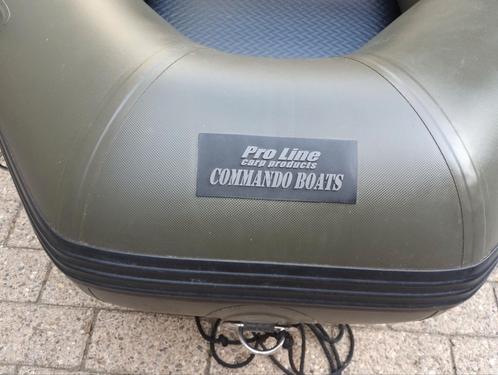 Pro Line
carp products
COMMANDO BOATS